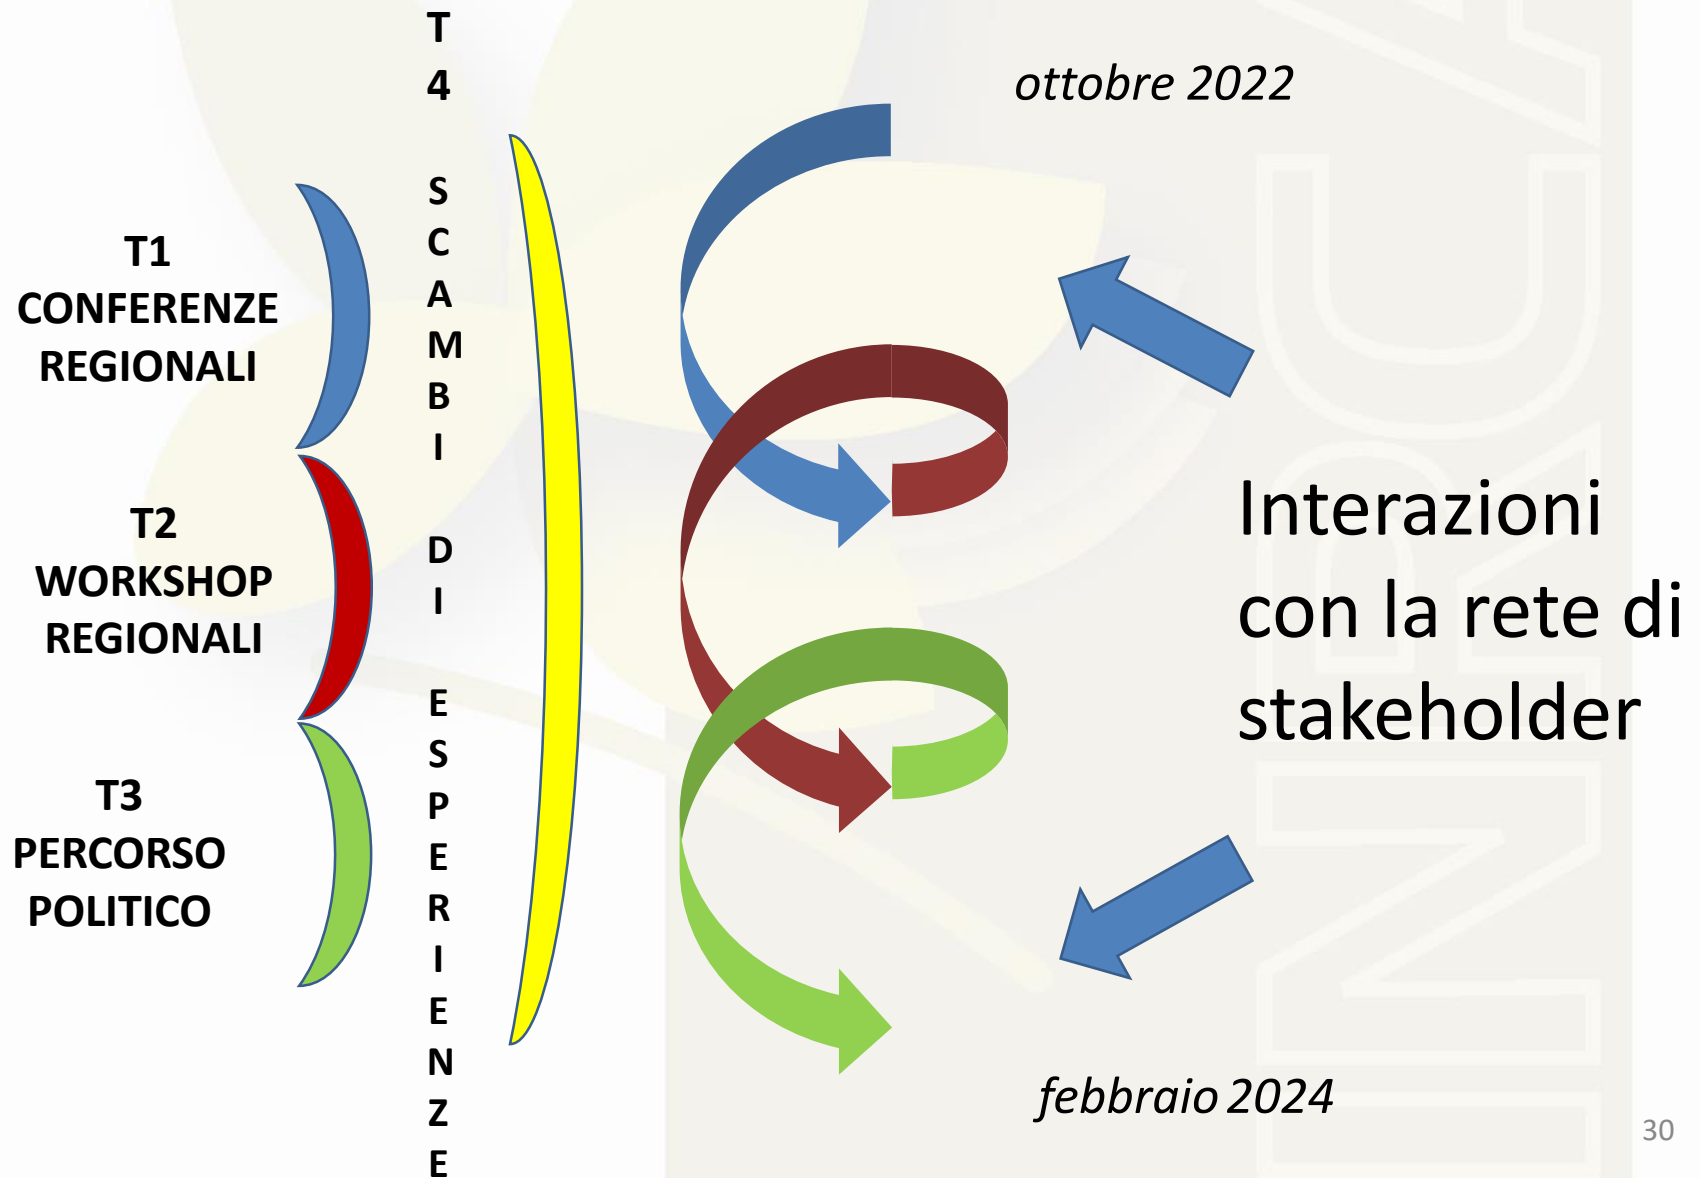 T
4
S
C
A
M
B
I
D
I
E
S
P
E
R
I
E
N
Z
E
T1
CONFERENZE
REGIONALI
T2
WORKSHOP
REGIONALI
T3
PERCORSO
POLITICO
ottobre 2022
Interazioni
con la rete di
stakeholder
febbraio 2024
30